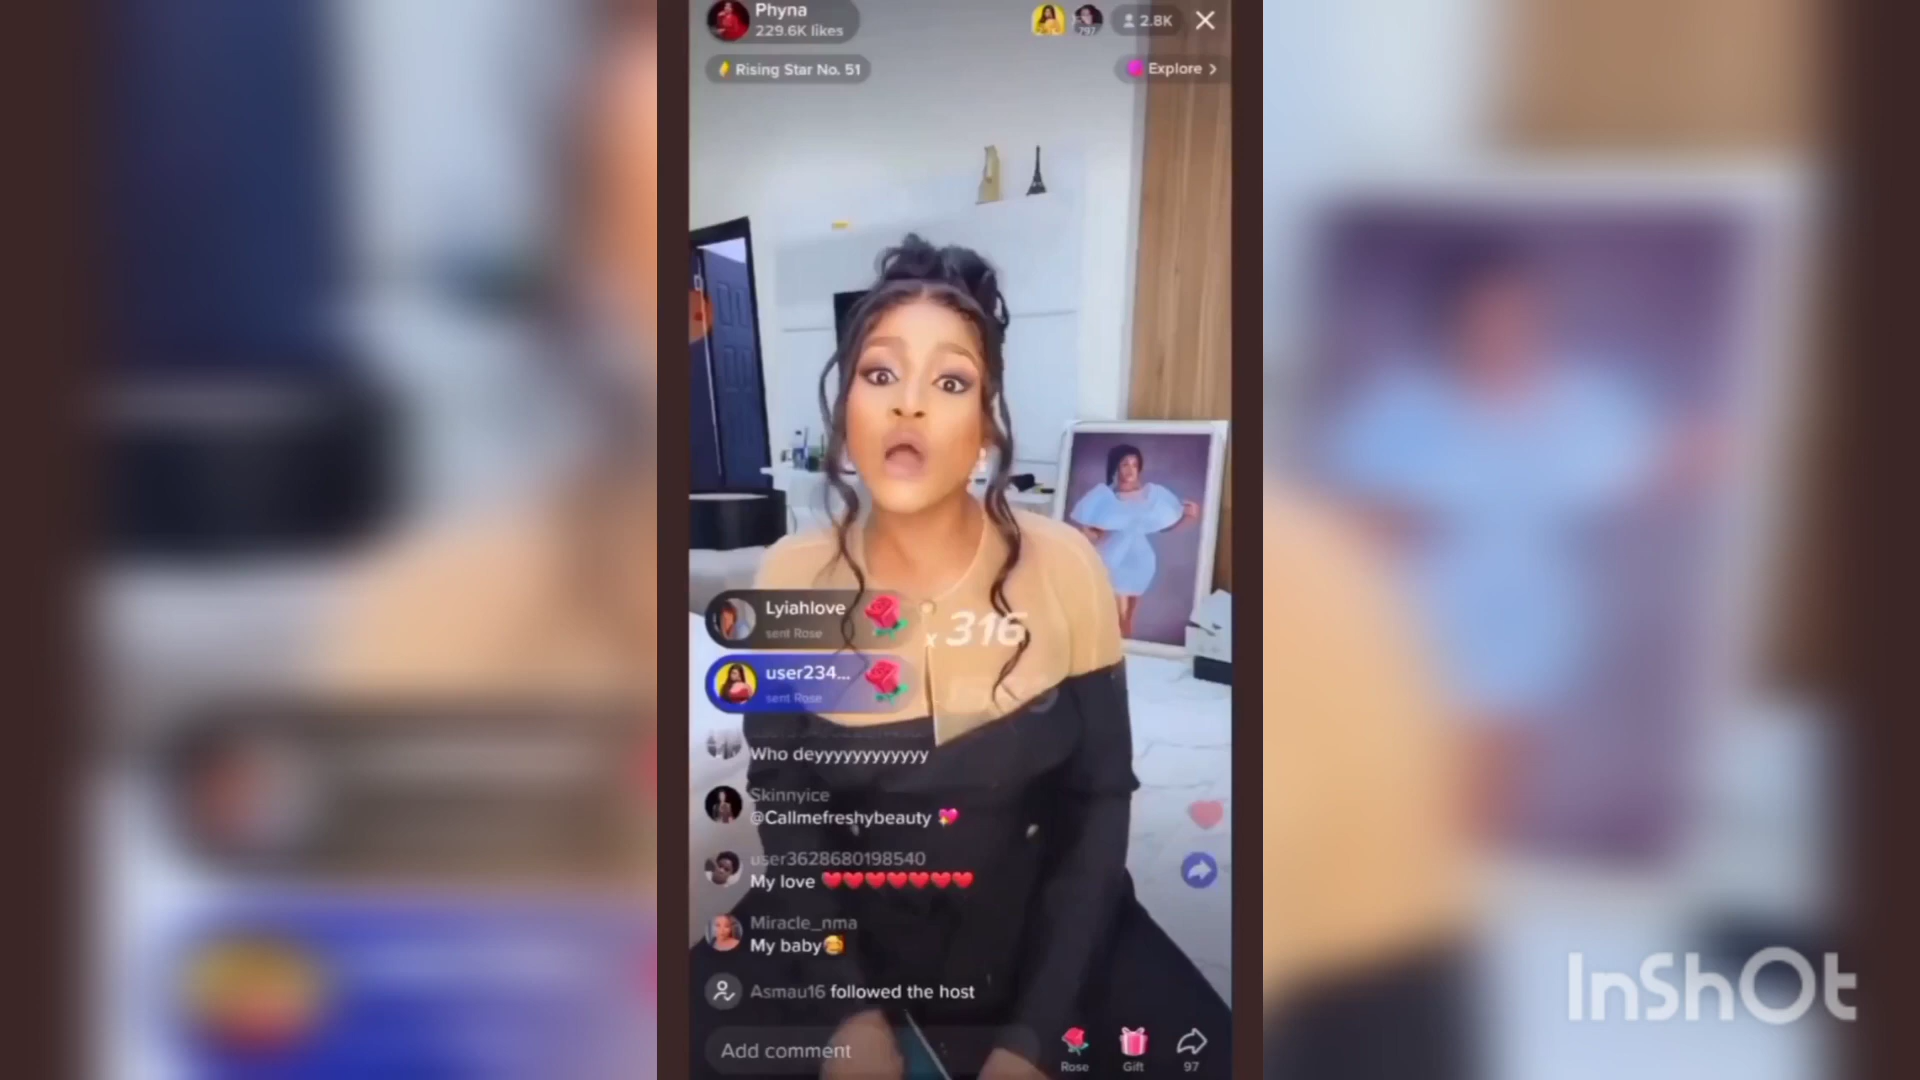 Phyna
229.6K likes
797
2.8K
Rising Star No. 51
Explore
Lyiahlove
sent Rose
x 316
user234...
sent Rose
Who deyyyyyyyyyyyy
Skinnyice
@Callmefreshybeauty 💖
user3628680198540
My love ❤️❤️❤️❤️❤️❤️❤️
Miracle_nma
My baby🥰
Asmau16 followed the host
Add comment
Rose
Gift
97
InShOt